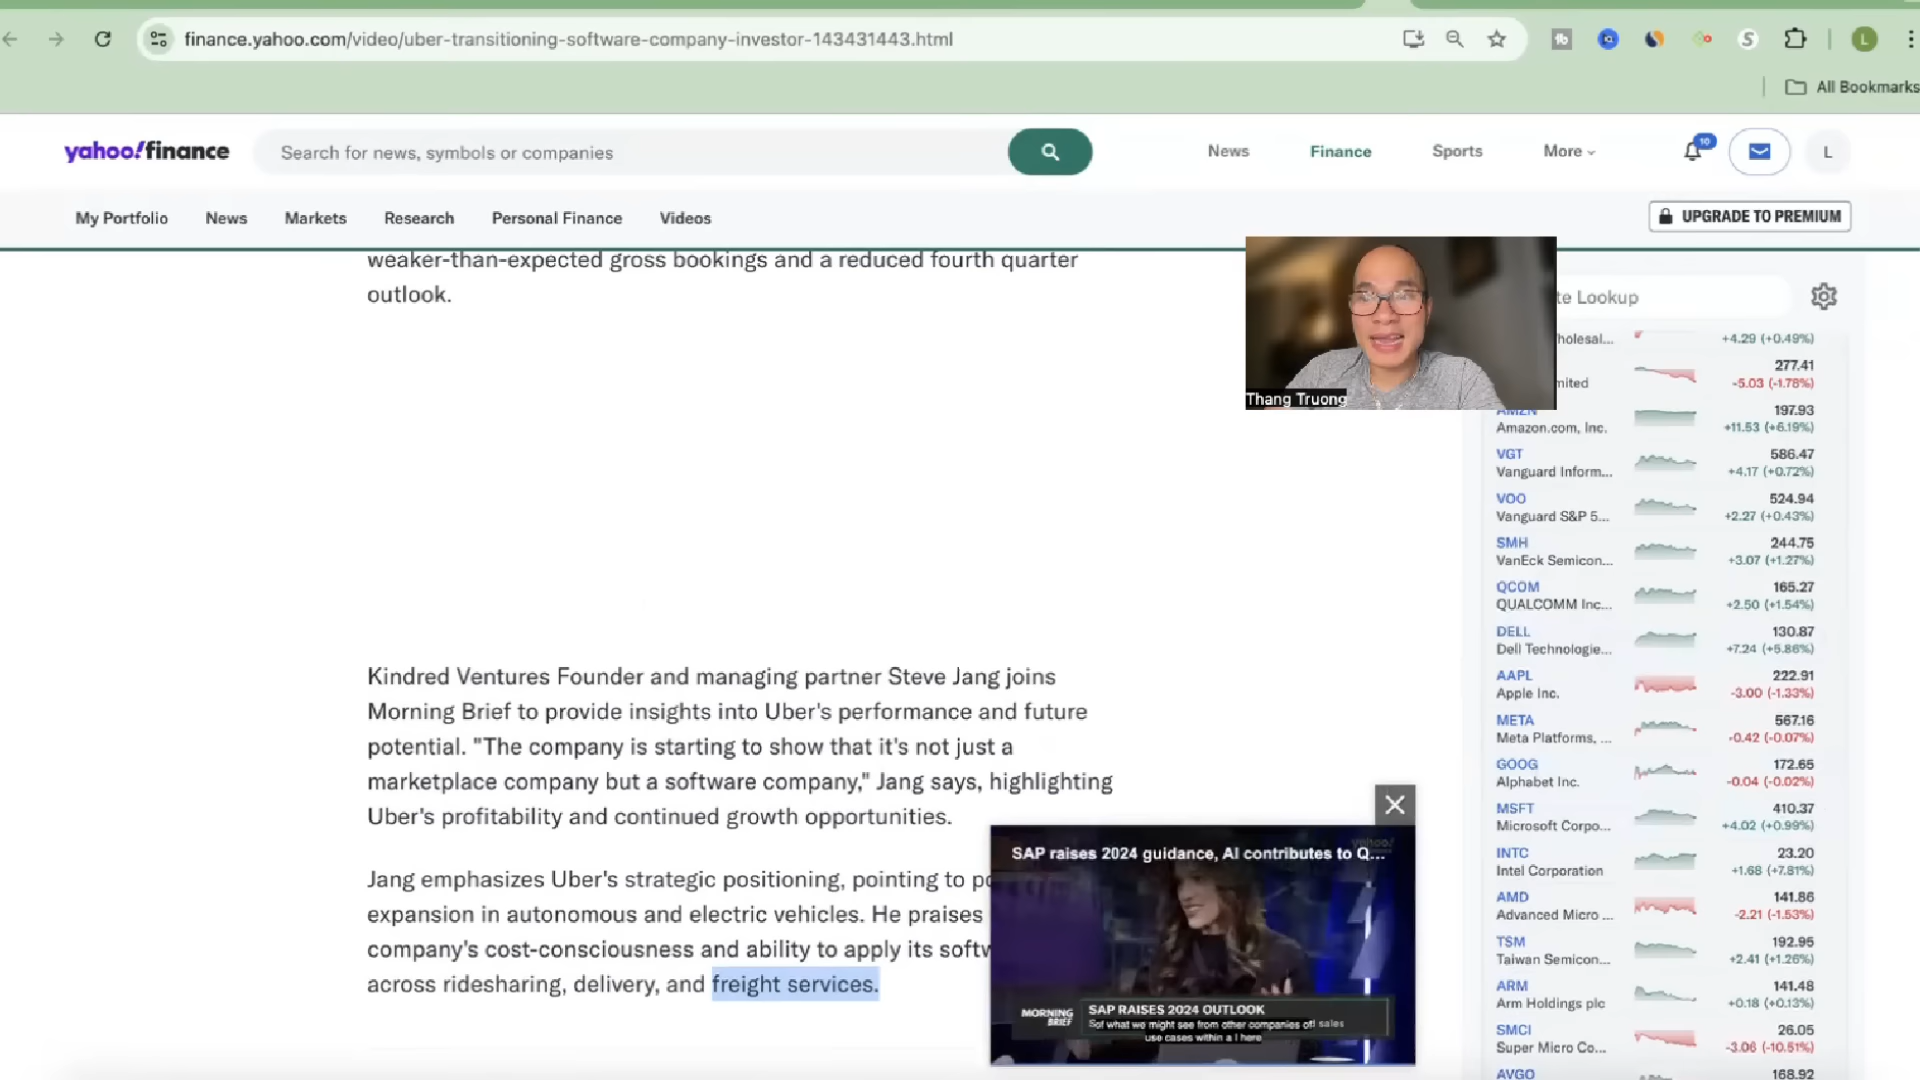 finance.yahoo.com/video/uber-transitioning-software-company-investor-143431443.html
L
All Bookmarks
yahoo!finance
Search for news, symbols or companies
News
Finance
Sports
More
10
L
My Portfolio
News
Markets
Research
Personal Finance
Videos
UPGRADE TO PREMIUM
weaker-than-expected gross bookings and a reduced fourth quarter
outlook.
Kindred Ventures Founder and managing partner Steve Jang joins
Morning Brief to provide insights into Uber's performance and future
potential. "The company is starting to show that it's not just a
marketplace company but a software company," Jang says, highlighting
Uber's profitability and continued growth opportunities.
Jang emphasizes Uber's strategic positioning, pointing to po
expansion in autonomous and electric vehicles. He praises
company's cost-consciousness and ability to apply its softw
across ridesharing, delivery, and freight services.
Thang Truong
SAP raises 2024 guidance, AI contributes to Q...
MORNING
BRIEF
SAP RAISES 2024 OUTLOOK
Sof what we might see from other companies of sales
use cases within a I here
te Lookup
holesal... +4.29 (+0.49%)
277.41
mited -5.03 (-1.78%)
AMZN 197.93
Amazon.com, Inc. +11.53 (+6.19%)
VGT 586.47
Vanguard Inform... +4.17 (+0.72%)
VOO 524.94
Vanguard S&P 5... +2.27 (+0.43%)
SMH 244.75
VanEck Semicon... +3.07 (+1.27%)
QCOM 165.27
QUALCOMM Inc... +2.50 (+1.54%)
DELL 130.87
Dell Technologie... +7.24 (+5.86%)
AAPL 222.91
Apple Inc. -3.00 (-1.33%)
META 567.16
Meta Platforms, ... -0.42 (-0.07%)
GOOG 172.65
Alphabet Inc. -0.04 (-0.02%)
MSFT 410.37
Microsoft Corpo... +4.02 (+0.99%)
INTC 23.20
Intel Corporation +1.68 (+7.81%)
AMD 141.86
Advanced Micro ... -2.21 (-1.53%)
TSM 192.95
Taiwan Semicon... +2.41 (+1.26%)
ARM 141.48
Arm Holdings plc +0.18 (+0.13%)
SMCI 26.05
Super Micro Co... -3.06 (-10.51%)
AVGO 168.92